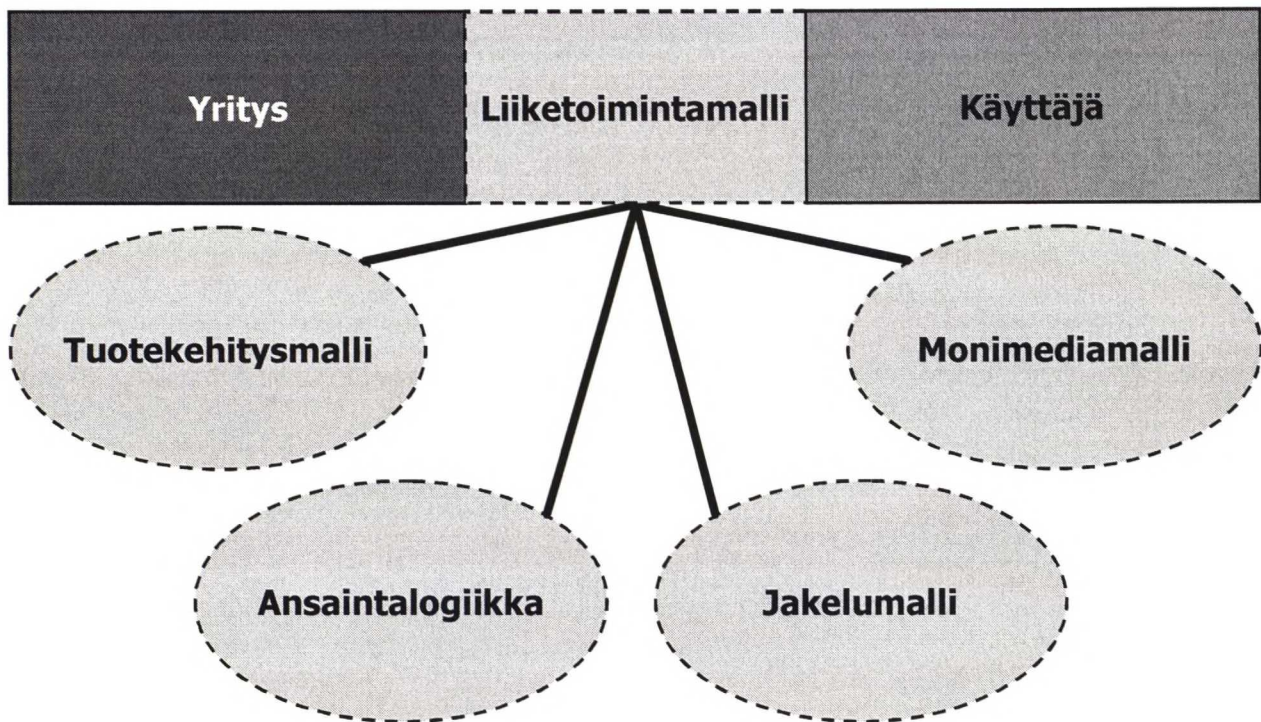 Yritys
Liiketoimintamalli
Käyttäjä
Tuotekehitysmalli
Monimediamalli
Ansaintalogiikka
Jakelumalli